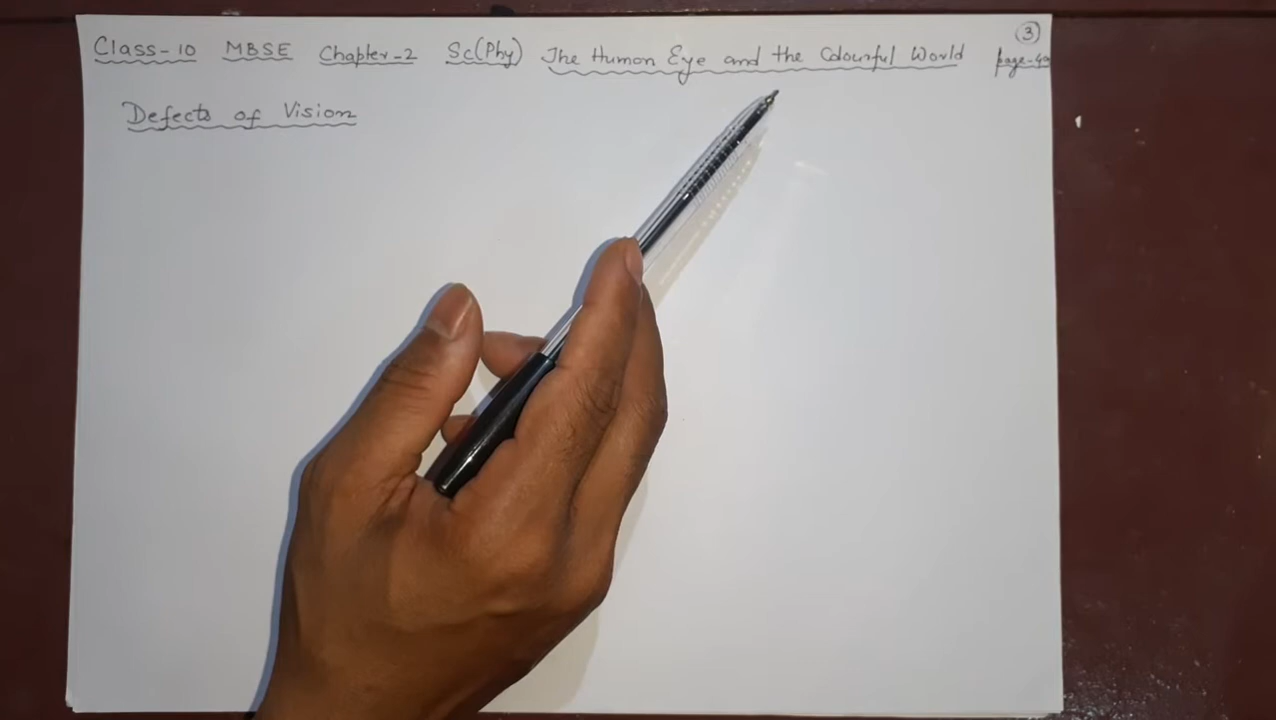 ③
Class-10 MBSE Chapter-2 Sc(Phy) The Human Eye and the Colourful World
Defects of Vision